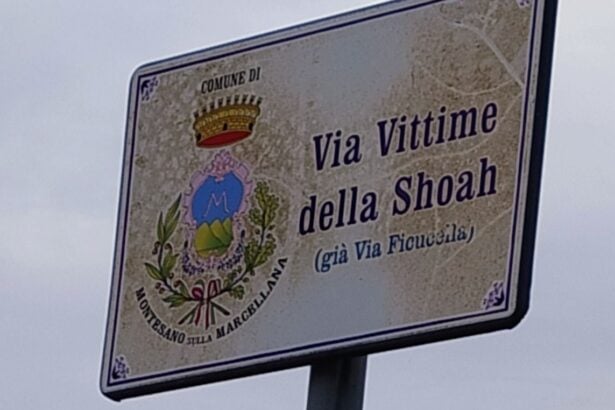 COMUNE DI
M
MONTESANO SULLA MARCELLANA
Via Vittime
della Shoah
(già Via Ficucella)